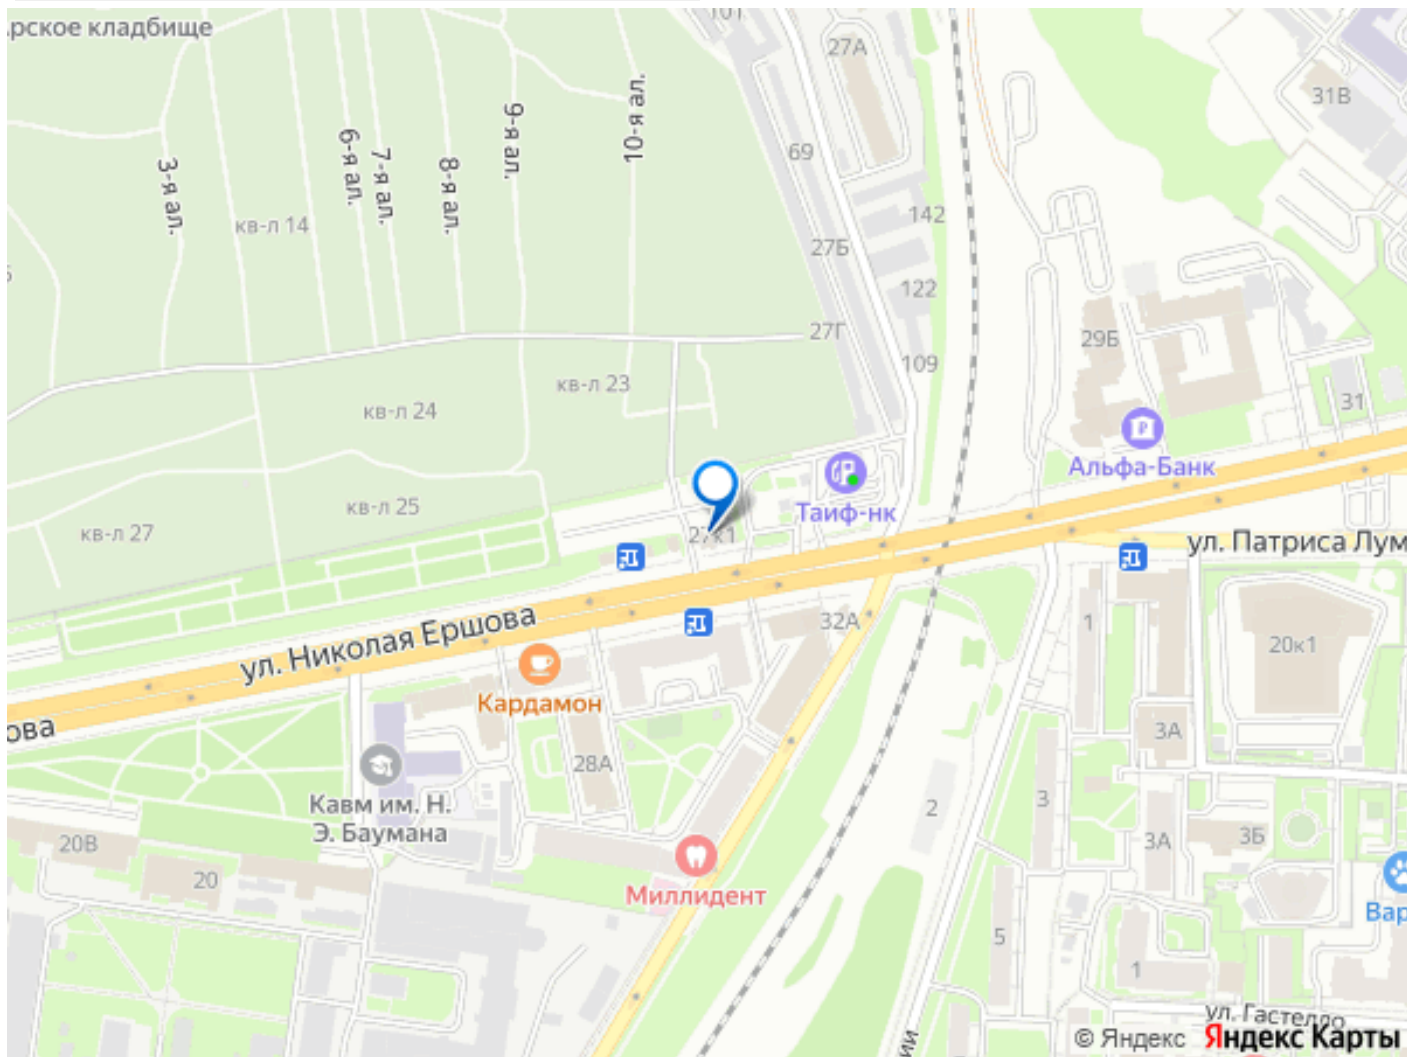 рское кладбище
101
27А
31В
3-я ал.
6-я ал.
7-я ал.
8-я ал.
9-я ал.
10-я ал.
69
142
кв-л 14
27Б
122
27Г
29Б
109
кв-л 23
кв-л 24
31
Альфа-Банк
Таиф-нк
кв-л 25
кв-л 27
27к1
ул. Патриса Лум
ул. Николая Ершова
32А
1
20к1
Кардамон
ова
3А
28А
Кавм им. Н.
Э. Баумана
2
3
3А
3Б
20В
20
Миллидент
Вар
5
1
ул. Гастелло
ии
© Яндекс Яндекс Карты